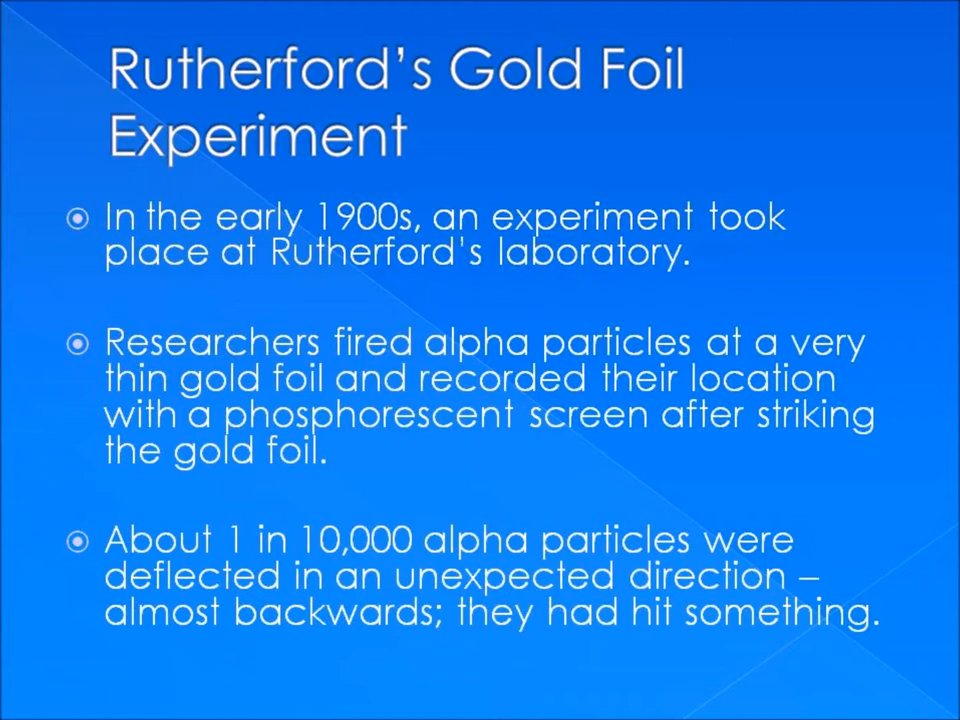 Rutherford’s Gold Foil
Experiment
In the early 1900s, an experiment took
place at Rutherford's laboratory.
Researchers fired alpha particles at a very
thin gold foil and recorded their location
with a phosphorescent screen after striking
the gold foil.
About 1 in 10,000 alpha particles were
deflected in an unexpected direction –
almost backwards; they had hit something.